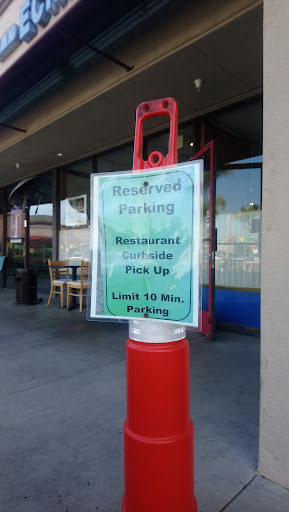 Reserved
Parking
Restaurant
Curbside
Pick Up
Limit 10 Min.
Parking